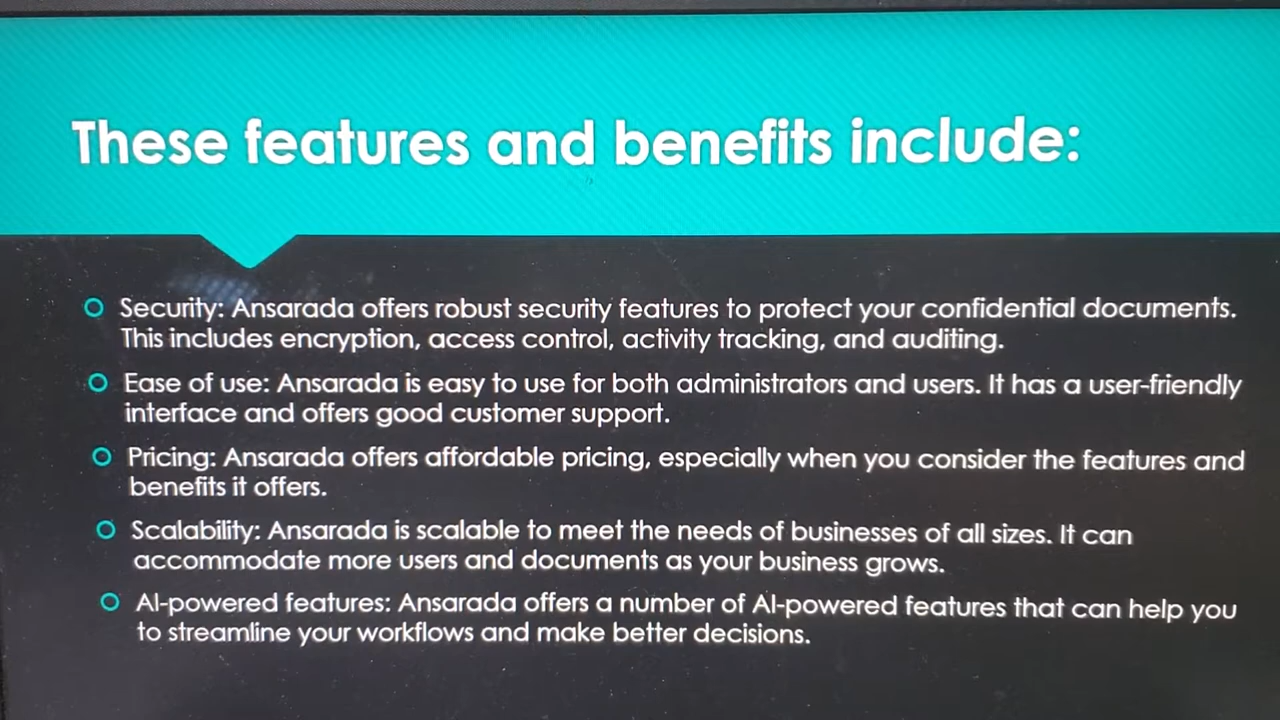 These features and benefits include:
Security: Ansarada offers robust security features to protect your confidential documents.
This includes encryption, access control, activity tracking, and auditing.
Ease of use: Ansarada is easy to use for both administrators and users. It has a user-friendly
interface and offers good customer support.
Pricing: Ansarada offers affordable pricing, especially when you consider the features and
benefits it offers.
Scalability: Ansarada is scalable to meet the needs of businesses of all sizes. It can
accommodate more users and documents as your business grows.
AI-powered features: Ansarada offers a number of AI-powered features that can help you
to streamline your workflows and make better decisions.